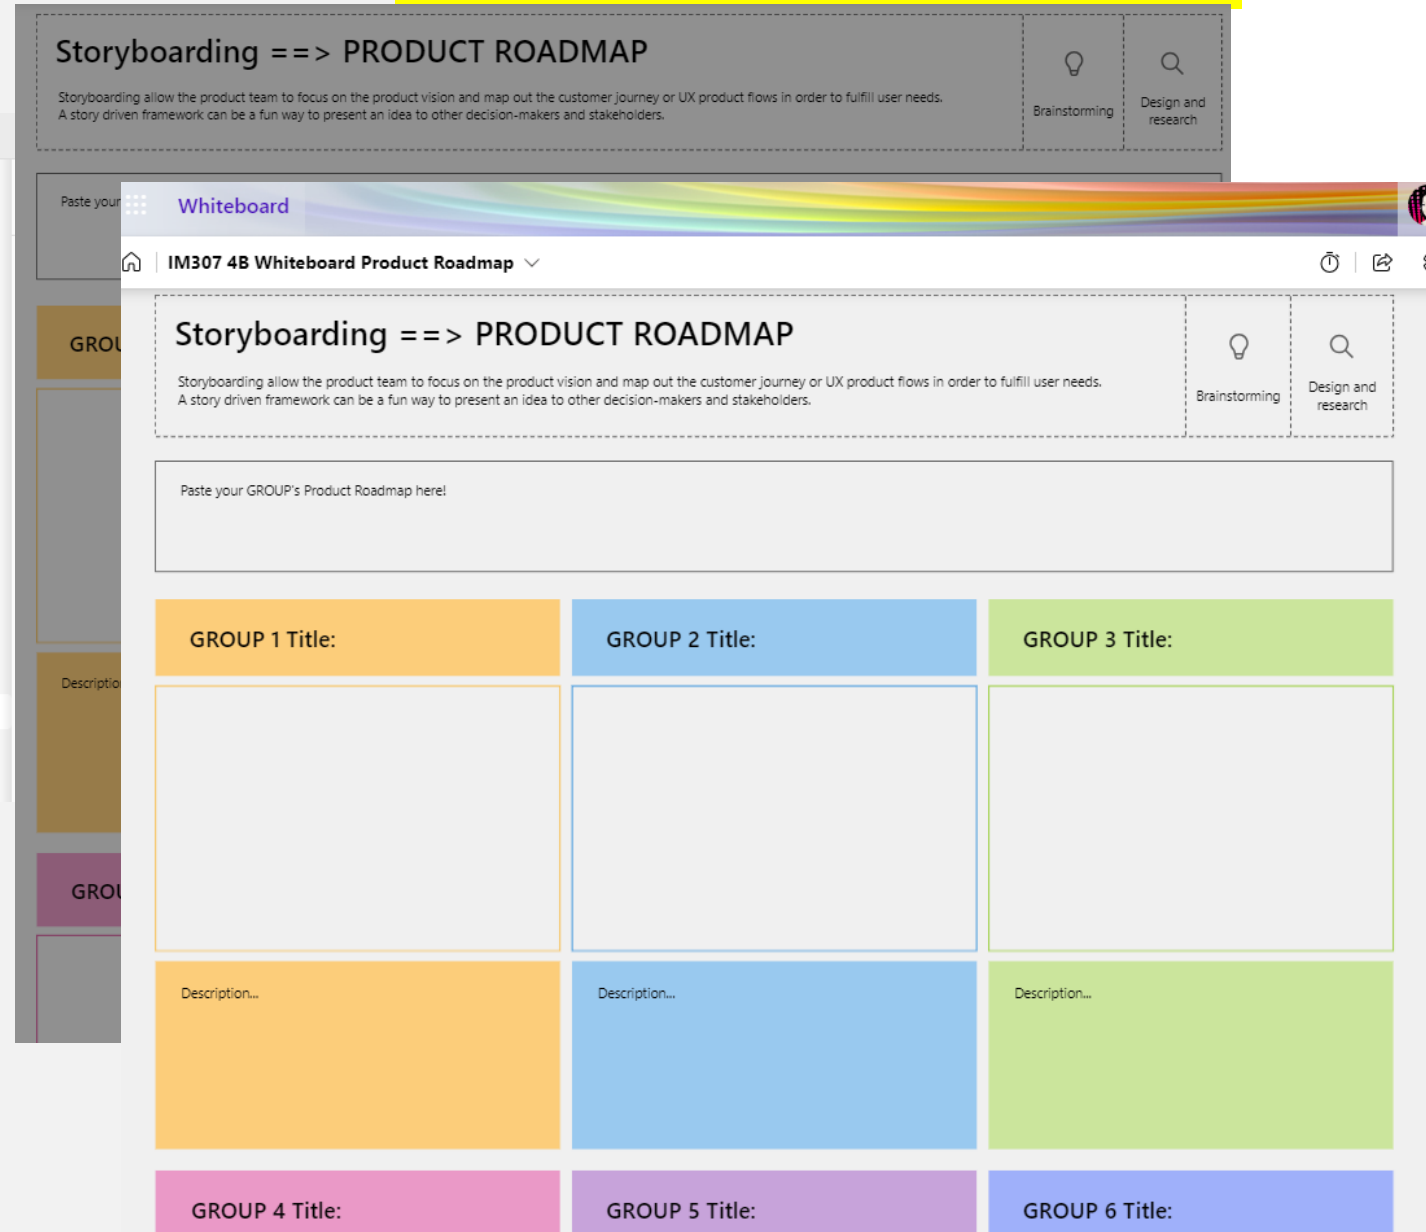 Storyboarding ==> PRODUCT ROADMAP
Storyboarding allow the product team to focus on the product vision and map out the customer journey or UX product flows in order to fulfill user needs.
A story driven framework can be a fun way to present an idea to other decision-makers and stakeholders.
Brainstorming
Design and
research
Paste your
GROU
Descriptio
GROU
Whiteboard
IM307 4B Whiteboard Product Roadmap
Storyboarding ==> PRODUCT ROADMAP
Storyboarding allow the product team to focus on the product vision and map out the customer journey or UX product flows in order to fulfill user needs.
A story driven framework can be a fun way to present an idea to other decision-makers and stakeholders.
Brainstorming
Design and
research
Paste your GROUP's Product Roadmap here!
GROUP 1 Title:
GROUP 2 Title:
GROUP 3 Title:
Description...
Description...
Description...
GROUP 4 Title:
GROUP 5 Title:
GROUP 6 Title: